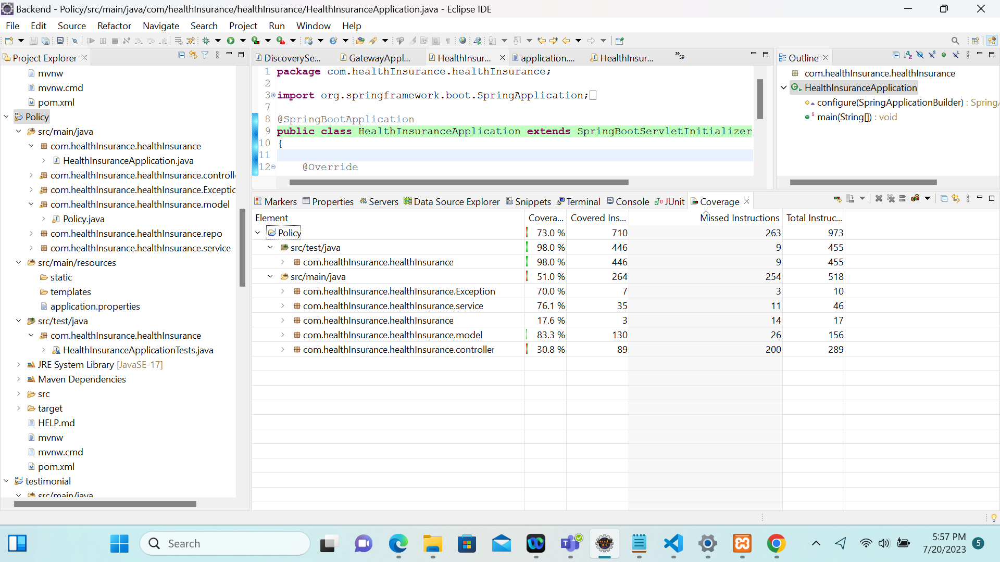 Backend - Policy/src/main/java/com/healthInsurance/healthInsurance/HealthInsuranceApplication.java - Eclipse IDE
File Edit Source Refactor Navigate Search Project Run Window Help
Project Explorer
mvnw
mvnw.cmd
pom.xml
Policy
src/main/java
com.healthInsurance.healthInsurance
HealthInsuranceApplication.java
com.healthInsurance.healthInsurance.controll
com.healthInsurance.healthInsurance.Exceptic
com.healthInsurance.healthInsurance.model
Policy.java
com.healthInsurance.healthInsurance.repo
com.healthInsurance.healthInsurance.service
src/main/resources
static
templates
application.properties
src/test/java
com.healthInsurance.healthInsurance
HealthInsuranceApplicationTests.java
JRE System Library [JavaSE-17]
Maven Dependencies
src
target
HELP.md
mvnw
mvnw.cmd
pom.xml
testimonial
src/main/java
DiscoverySe... GatewayAppl... HealthInsur... application.... HealthInsur... »59
1 package com.healthInsurance.healthInsurance;
2
3 import org.springframework.boot.SpringApplication;
7
8 @SpringBootApplication
9 public class HealthInsuranceApplication extends SpringBootServletInitializer
10 {
11
12 @Override
Outline
com.healthInsurance.healthInsurance
HealthInsuranceApplication
configure(SpringApplicationBuilder) : Spring
main(String[]) : void
Markers Properties Servers Data Source Explorer Snippets Terminal Console JUnit Coverage
Element Covera... Covered Ins... Missed Instructions Total Instruc...
Policy 73.0 % 710 263 973
src/test/java 98.0 % 446 9 455
com.healthInsurance.healthInsurance 98.0 % 446 9 455
src/main/java 51.0 % 264 254 518
com.healthInsurance.healthInsurance.Exception 70.0 % 7 3 10
com.healthInsurance.healthInsurance.service 76.1 % 35 11 46
com.healthInsurance.healthInsurance 17.6 % 3 14 17
com.healthInsurance.healthInsurance.model 83.3 % 130 26 156
com.healthInsurance.healthInsurance.controller 30.8 % 89 200 289
Search
5:57 PM
7/20/2023
5